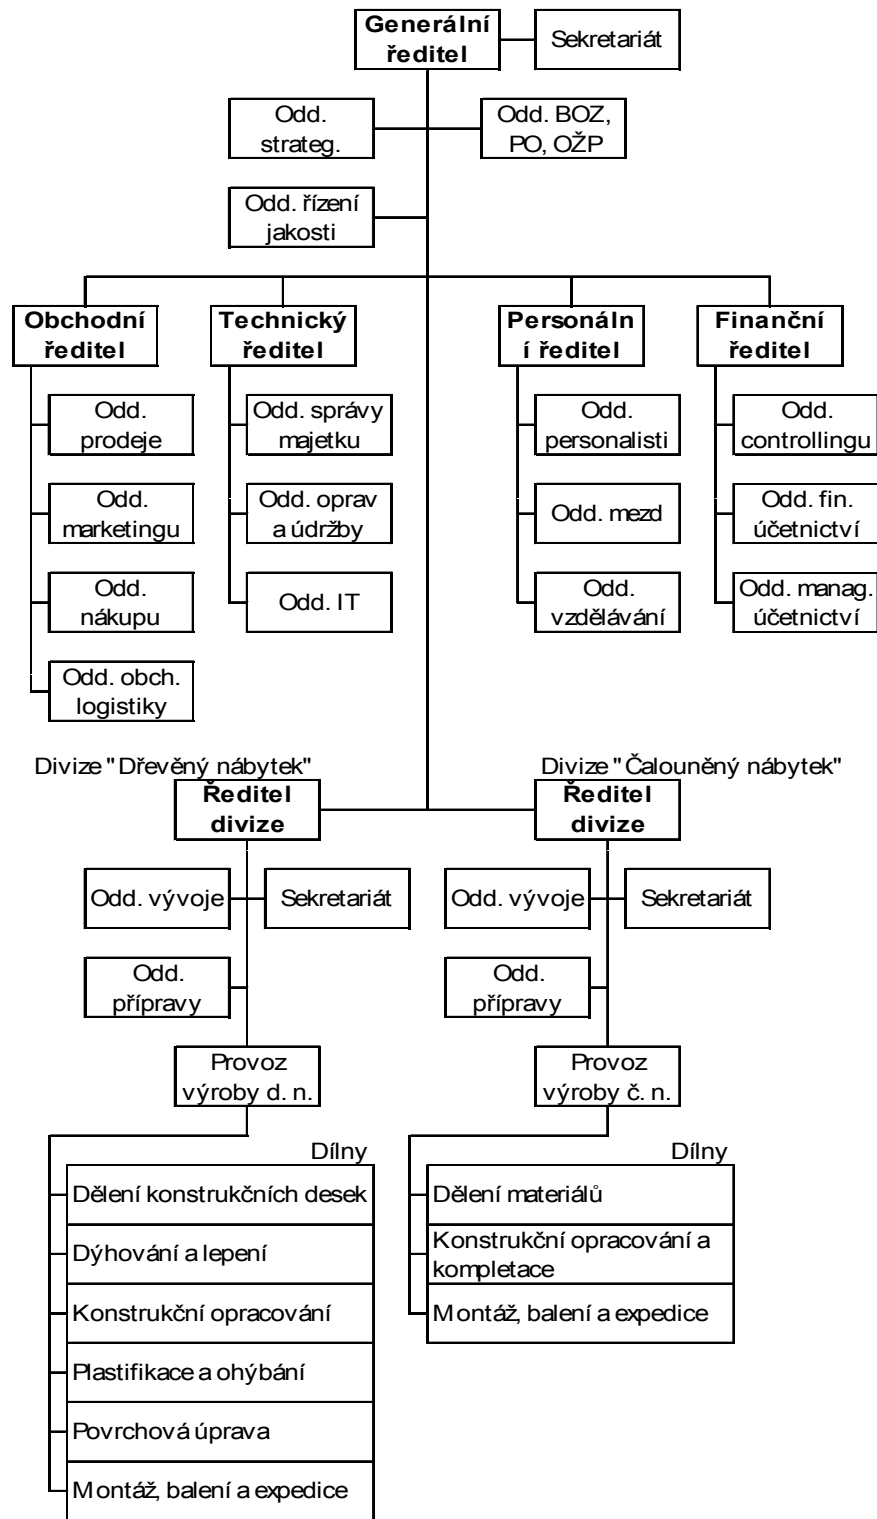 Generální
ředitel
Sekretariát
Odd.
strateg.
Odd. BOZ,
PO, OŽP
Odd. řízení
jakosti
Obchodní
ředitel
Technický
ředitel
Personáln
í ředitel
Finanční
ředitel
Odd.
prodeje
Odd. správy
majetku
Odd.
personalisti
Odd.
controllingu
Odd.
marketingu
Odd. oprav
a údržby
Odd. mezd
Odd. fin.
účetnictví
Odd.
nákupu
Odd. IT
Odd.
vzdělávání
Odd. manag.
účetnictví
Odd. obch.
logistiky
Divize "Dřevěný nábytek"
Divize "Čalouněný nábytek"
Ředitel
divize
Ředitel
divize
Odd. vývoje
Sekretariát
Odd. vývoje
Sekretariát
Odd.
přípravy
Odd.
přípravy
Provoz
výroby d. n.
Provoz
výroby č. n.
Dílny
Dělení konstrukčních desek
Dýhování a lepení
Konstrukční opracování
Plastifikace a ohýbání
Povrchová úprava
Montáž, balení a expedice
Dílny
Dělení materiálů
Konstrukční opracování a
kompletace
Montáž, balení a expedice